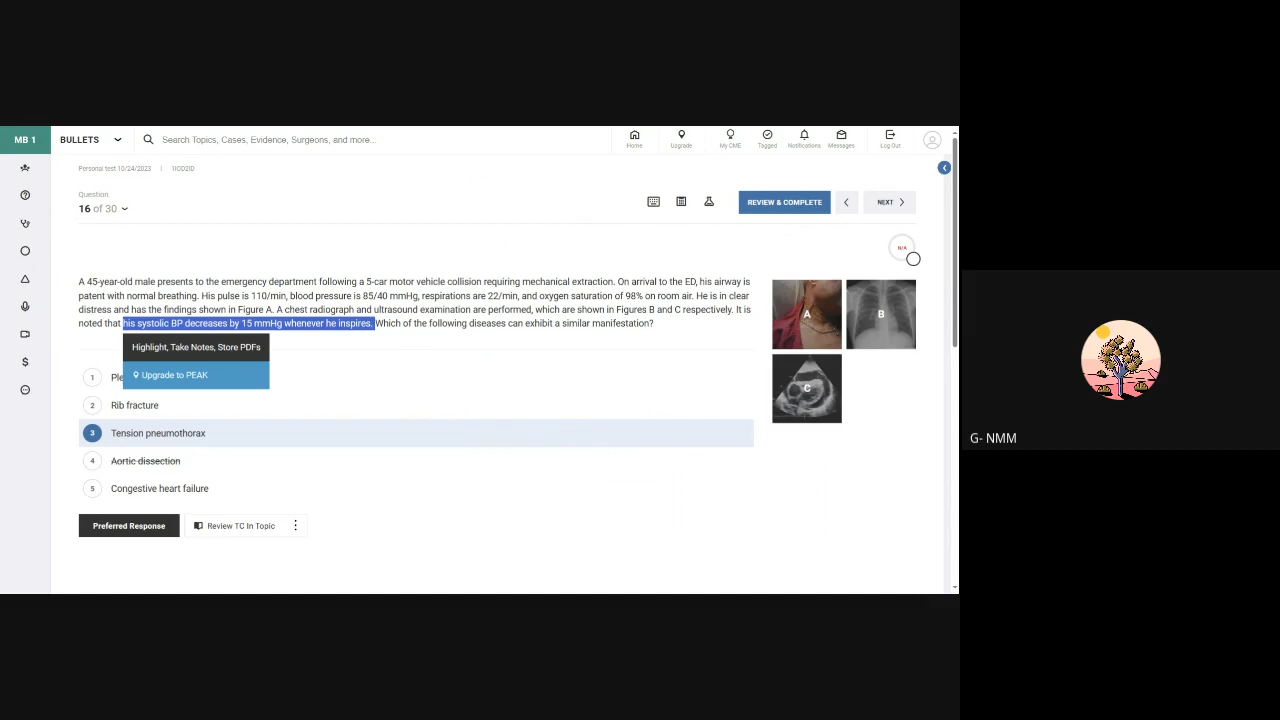 MB 1
BULLETS
Search Topics, Cases, Evidence, Surgeons, and more...
Home
Upgrade
My CME
Tagged
Notifications
Messages
Log Out
Personal test 10/24/2023 | 1IOD2ID
Question
16 of 30
REVIEW & COMPLETE
NEXT
N/A
A 45-year-old male presents to the emergency department following a 5-car motor vehicle collision requiring mechanical extraction. On arrival to the ED, his airway is
patent with normal breathing. His pulse is 110/min, blood pressure is 85/40 mmHg, respirations are 22/min, and oxygen saturation of 98% on room air. He is in clear
distress and has the findings shown in Figure A. A chest radiograph and ultrasound examination are performed, which are shown in Figures B and C respectively. It is
noted that his systolic BP decreases by 15 mmHg whenever he inspires. Which of the following diseases can exhibit a similar manifestation?
A
B
C
Highlight, Take Notes, Store PDFs
Upgrade to PEAK
1 Ple
2 Rib fracture
3 Tension pneumothorax
4 Aortic dissection
5 Congestive heart failure
Preferred Response
Review TC In Topic
G- NMM